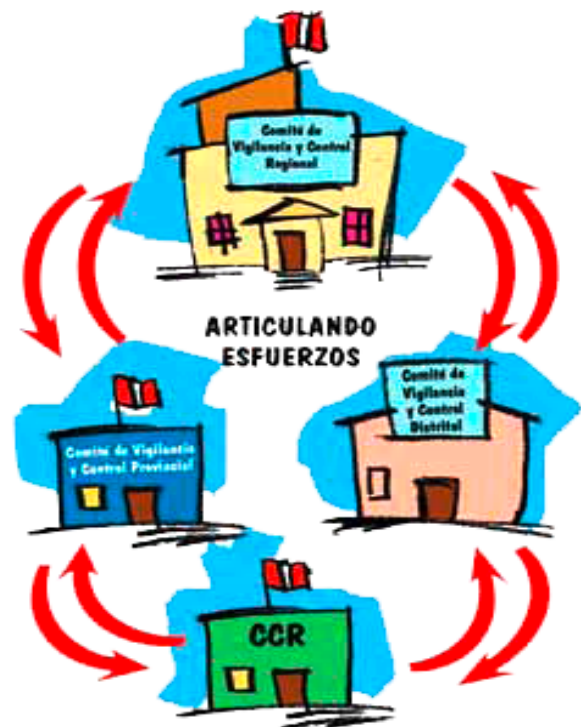 Comité de
Vigilancia y Control
Regional
ARTICULANDO
ESFUERZOS
Comité de Vigilancia
y Control Provincial
Comité de
Vigilancia
y Control
Distrital
CCR